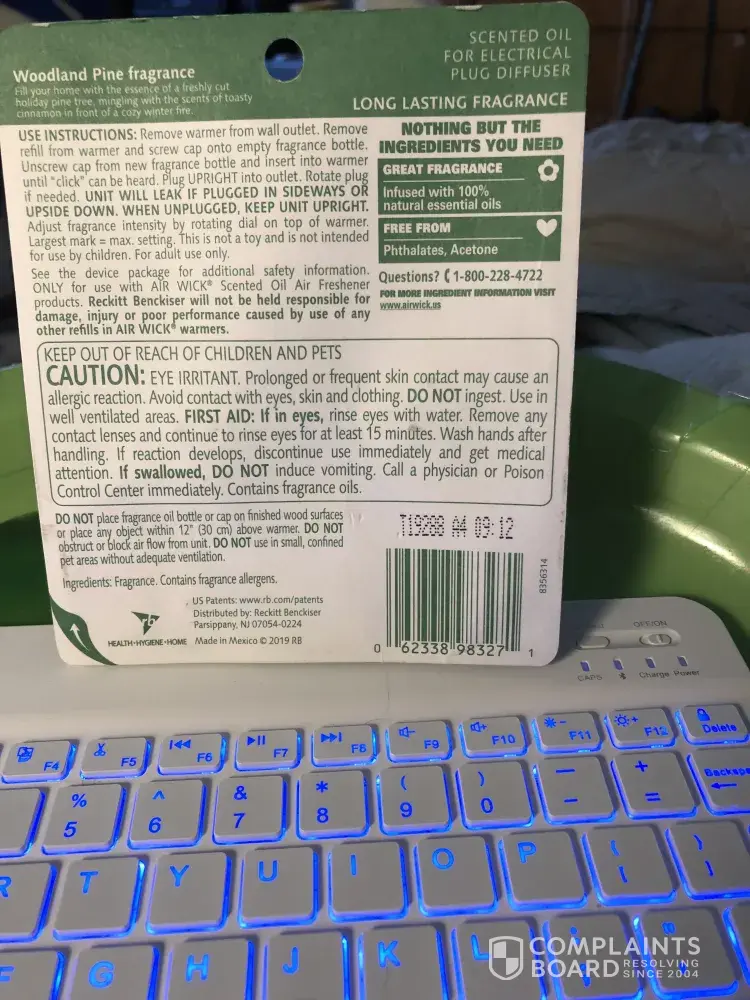 SCENTED OIL
FOR ELECTRICAL
PLUG DIFFUSER
LONG LASTING FRAGRANCE
Woodland Pine fragrance
Fill your home with the essence of a freshly cut
holiday pine tree, mingling with the scents of toasty
cinnamon in front of a cozy winter fire.
USE INSTRUCTIONS: Remove warmer from wall outlet. Remove
refill from warmer and screw cap onto empty fragrance bottle.
Unscrew cap from new fragrance bottle and insert into warmer
until "click" can be heard. Plug UPRIGHT into outlet. Rotate plug
if needed. UNIT WILL LEAK IF PLUGGED IN SIDEWAYS OR
UPSIDE DOWN. WHEN UNPLUGGED, KEEP UNIT UPRIGHT.
Adjust fragrance intensity by rotating dial on top of warmer.
Largest mark = max. setting. This is not a toy and is not intended
for use by children. For adult use only.
See the device package for additional safety information.
ONLY for use with AIR WICK® Scented Oil Air Freshener
products. Reckitt Benckiser will not be held responsible for
damage, injury or poor performance caused by use of any
other refills in AIR WICK® warmers.
NOTHING BUT THE
INGREDIENTS YOU NEED
GREAT FRAGRANCE
Infused with 100%
natural essential oils
FREE FROM
Phthalates, Acetone
Questions? 1-800-228-4722
FOR MORE INGREDIENT INFORMATION VISIT
www.airwick.us
KEEP OUT OF REACH OF CHILDREN AND PETS
CAUTION: EYE IRRITANT. Prolonged or frequent skin contact may cause an
allergic reaction. Avoid contact with eyes, skin and clothing. DO NOT ingest. Use in
well ventilated areas. FIRST AID: If in eyes, rinse eyes with water. Remove any
contact lenses and continue to rinse eyes for at least 15 minutes. Wash hands after
handling. If reaction develops, discontinue use immediately and get medical
attention. If swallowed, DO NOT induce vomiting. Call a physician or Poison
Control Center immediately. Contains fragrance oils.
DO NOT place fragrance oil bottle or cap on finished wood surfaces
or place any object within 12" (30 cm) above warmer. DO NOT
obstruct or block air flow from unit. DO NOT use in small, confined
pet areas without adequate ventilation.
Ingredients: Fragrance. Contains fragrance allergens.
T19288 A4 09:12
8356314
rb
HEALTH•HYGIENE•HOME
US Patents: www.rb.com/patents
Distributed by: Reckitt Benckiser
Parsippany, NJ 07054-0224
Made in Mexico © 2019 RB
0 62338 98327 1
OFF/ON
CAPS Charge Power
F4 F5 F6 F7 F8 F9 F10 F11 F12 Delete
% ^ & * ( ) — +
5 6 7 8 9 0 - = Backspa
R T Y U I O P { }
[ ]
F G H J K L
COMPLAINTS
BOARD RESOLVING
SINCE 2004